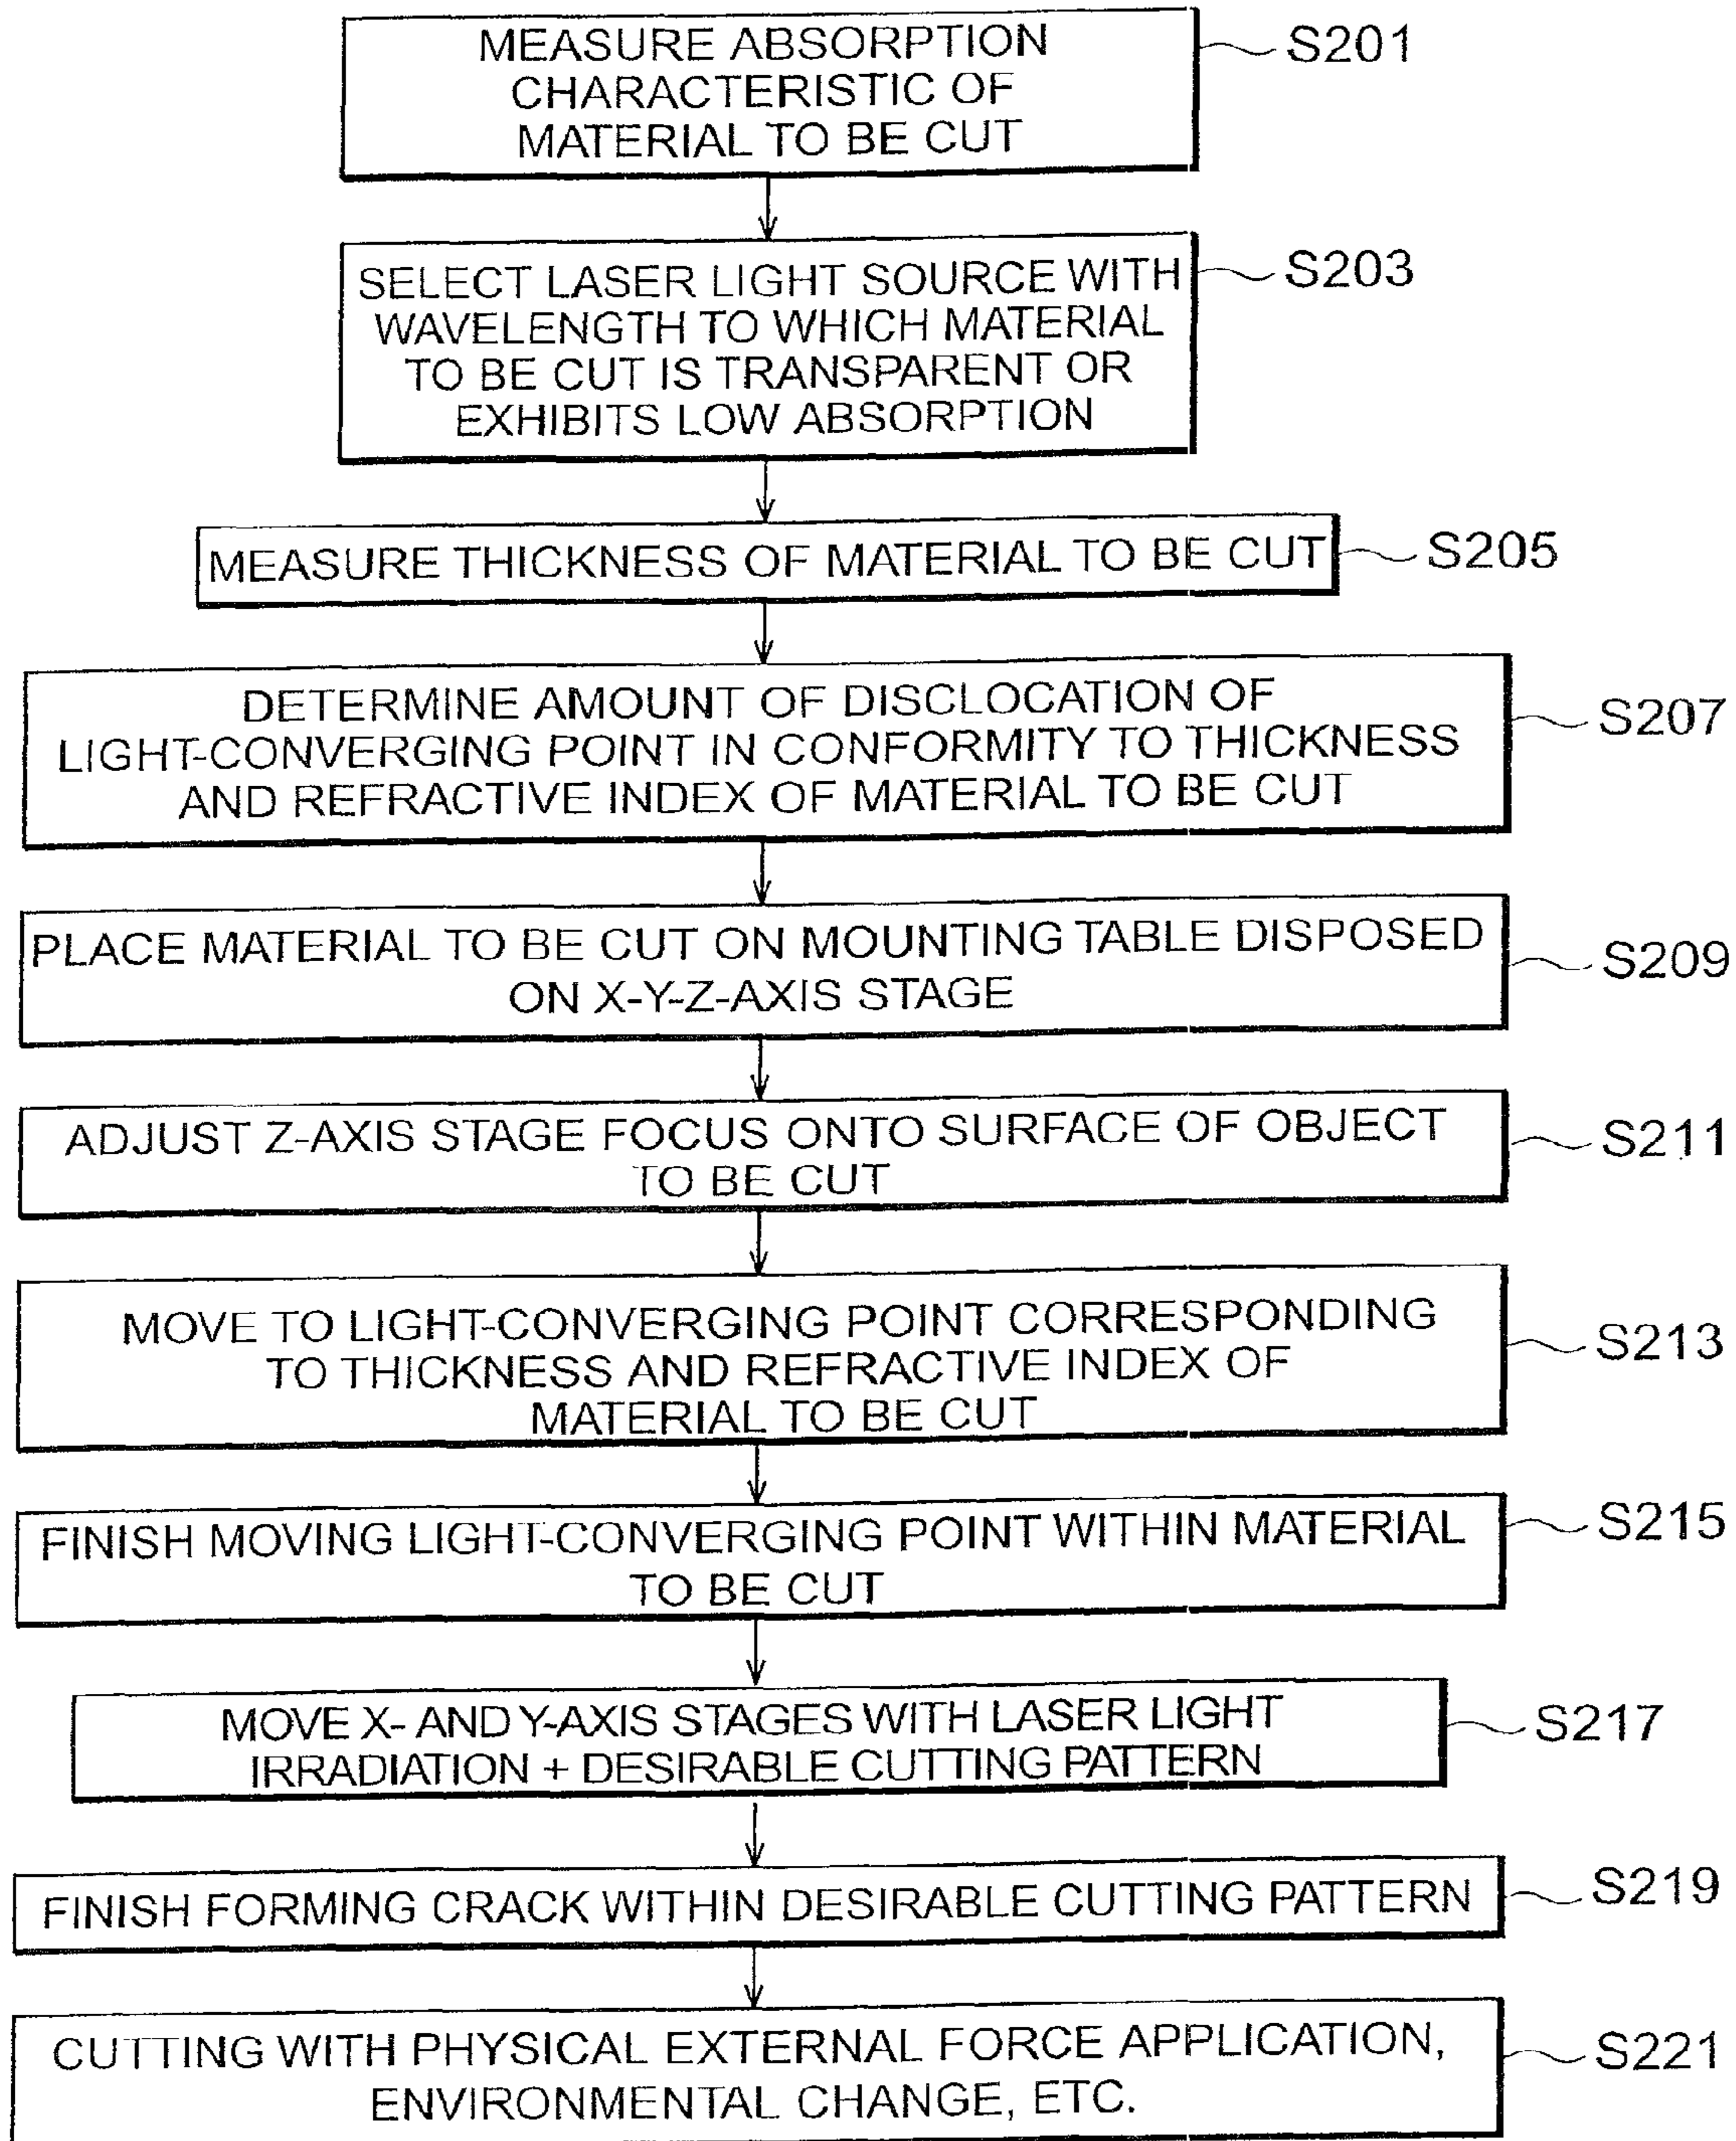 MEASURE ABSORPTION S201
CHARACTERISTIC OF
MATERIAL TO BE CUT
SELECT LASER LIGHT SOURCE WITH S203
WAVELENGTH TO WHICH MATERIAL
TO BE CUT IS TRANSPARENT OR
EXHIBITS LOW ABSORPTION
MEASURE THICKNESS OF MATERIAL TO BE CUT S205
DETERMINE AMOUNT OF DISCLOCATION OF S207
LIGHT-CONVERGING POINT IN CONFORMITY TO THICKNESS
AND REFRACTIVE INDEX OF MATERIAL TO BE CUT
PLACE MATERIAL TO BE CUT ON MOUNTING TABLE DISPOSED S209
ON X-Y-Z-AXIS STAGE
ADJUST Z-AXIS STAGE FOCUS ONTO SURFACE OF OBJECT S211
TO BE CUT
MOVE TO LIGHT-CONVERGING POINT CORRESPONDING S213
TO THICKNESS AND REFRACTIVE INDEX OF
MATERIAL TO BE CUT
FINISH MOVING LIGHT-CONVERGING POINT WITHIN MATERIAL S215
TO BE CUT
MOVE X- AND Y-AXIS STAGES WITH LASER LIGHT S217
IRRADIATION + DESIRABLE CUTTING PATTERN
FINISH FORMING CRACK WITHIN DESIRABLE CUTTING PATTERN S219
CUTTING WITH PHYSICAL EXTERNAL FORCE APPLICATION, S221
ENVIRONMENTAL CHANGE, ETC.